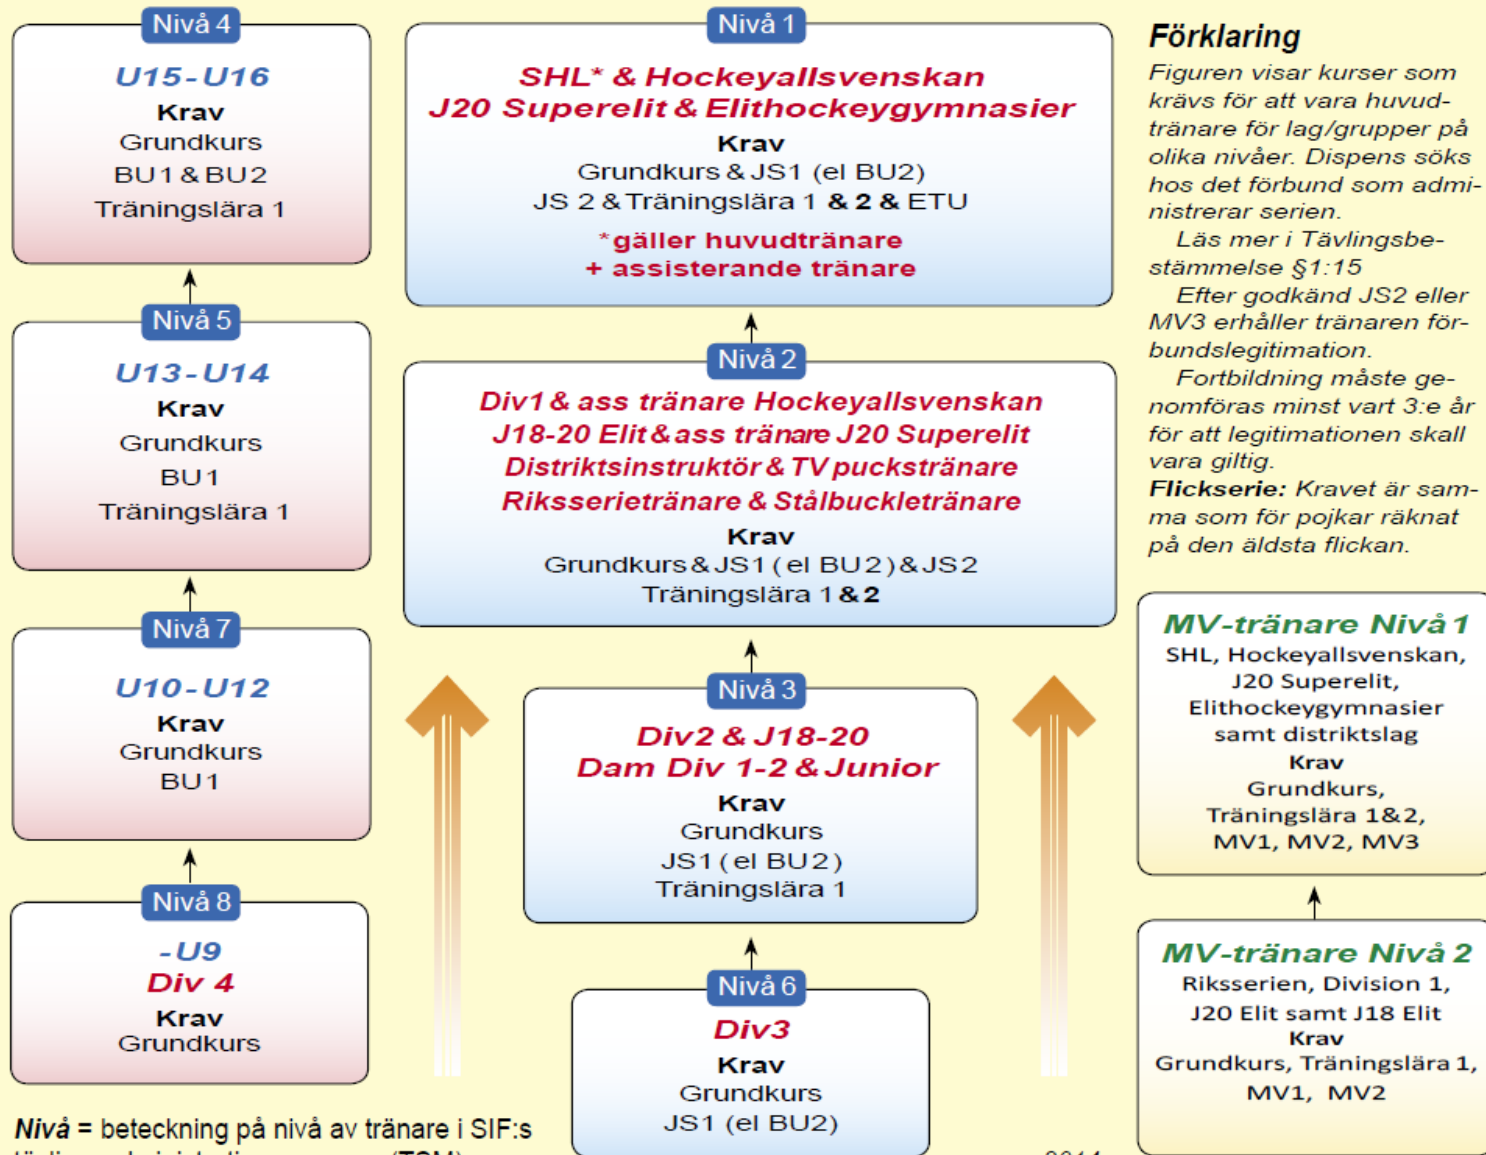 Nivå 4
U15-U16
Krav
Grundkurs
BU1 & BU2
Träningslära 1
Nivå 5
U13-U14
Krav
Grundkurs
BU1
Träningslära 1
Nivå 7
U10-U12
Krav
Grundkurs
BU1
Nivå 8
-U9
Div 4
Krav
Grundkurs
Nivå = beteckning på nivå av tränare i SIF:s
Nivå 1
SHL* & Hockeyallsvenskan
J20 Superelit & Elithockeygymnasier
Krav
Grundkurs & JS1 (el BU2)
JS 2 & Träningslära 1 & 2 & ETU
*gäller huvudtränare
+ assisterande tränare
Nivå 2
Div1 & ass tränare Hockeyallsvenskan
J18-20 Elit & ass tränare J20 Superelit
Distriktsinstruktör & TV puckstränare
Riksserietränare & Stålbuckletränare
Krav
Grundkurs & JS1 (el BU2) & JS2
Träningslära 1 & 2
Nivå 3
Div2 & J18-20
Dam Div 1-2 & Junior
Krav
Grundkurs
JS1 (el BU2)
Träningslära 1
Nivå 6
Div3
Krav
Grundkurs
JS1 (el BU2)
Förklaring
Figuren visar kurser som
krävs för att vara huvud-
tränare för lag/grupper på
olika nivåer. Dispens söks
hos det förbund som admi-
nistrerar serien.
Läs mer i Tävlingsbe-
stämmelse §1:15
Efter godkänd JS2 eller
MV3 erhåller tränaren för-
bundslegitimation.
Fortbildning måste ge-
nomföras minst vart 3:e år
för att legitimationen skall
vara giltig.
Flickserie: Kravet är sam-
ma som för pojkar räknat
på den äldsta flickan.
MV-tränare Nivå 1
SHL, Hockeyallsvenskan,
J20 Superelit,
Elithockeygymnasier
samt distriktslag
Krav
Grundkurs,
Träningslära 1&2,
MV1, MV2, MV3
MV-tränare Nivå 2
Riksserien, Division 1,
J20 Elit samt J18 Elit
Krav
Grundkurs, Träningslära 1,
MV1, MV2